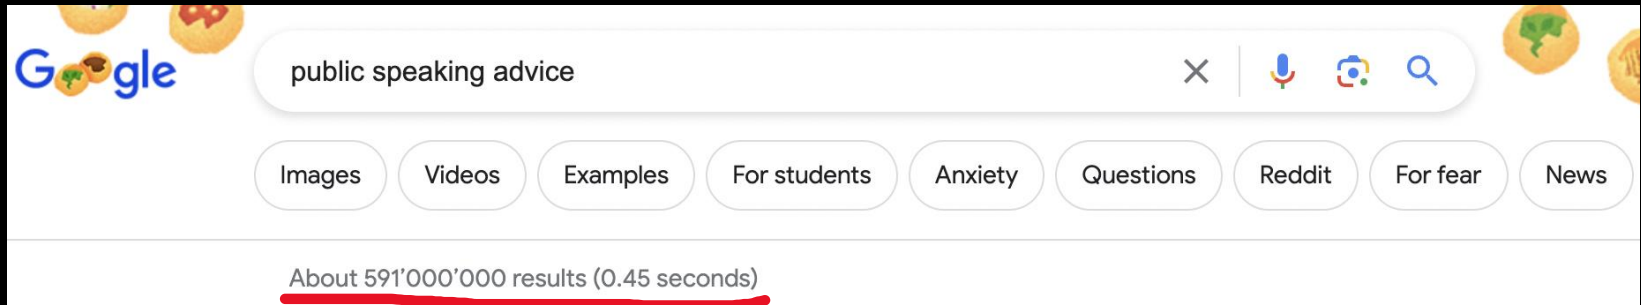 Google
public speaking advice
Images Videos Examples For students Anxiety Questions Reddit For fear News
About 591’000’000 results (0.45 seconds)